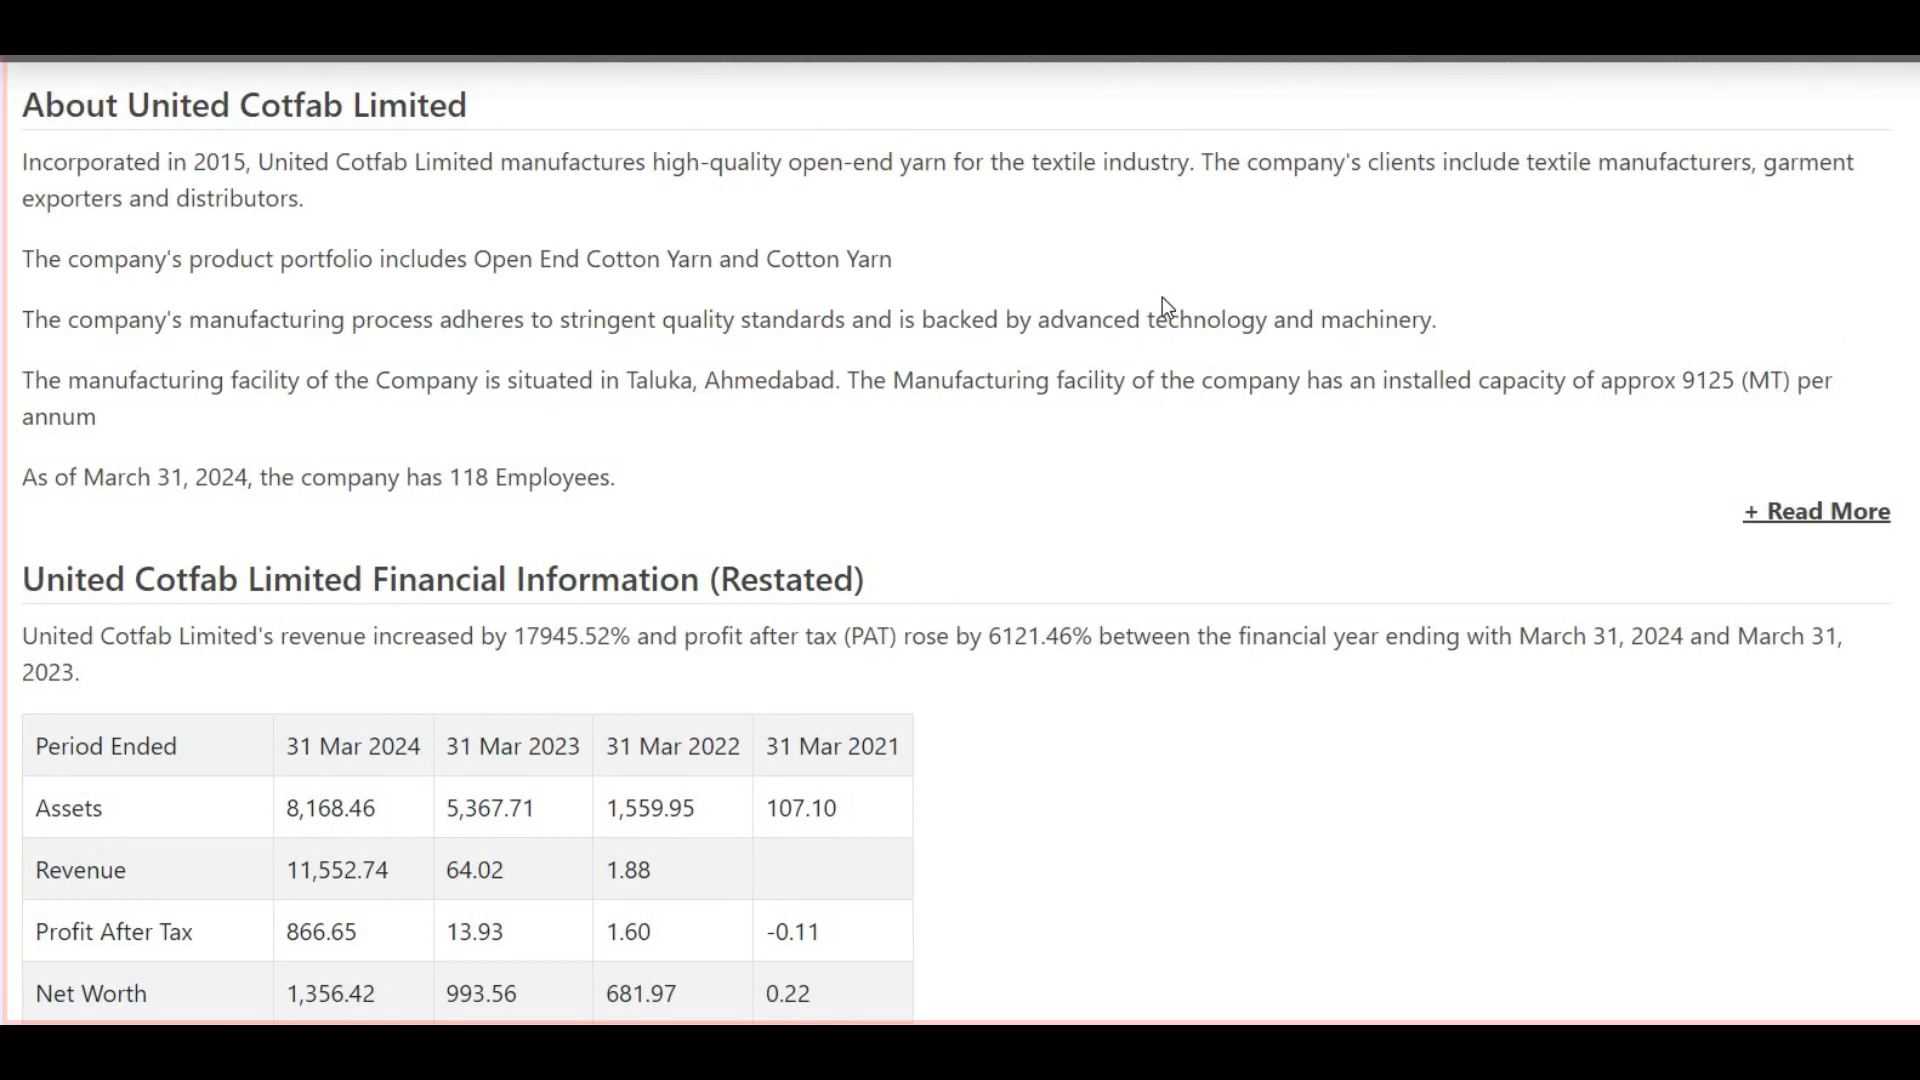 About United Cotfab Limited
Incorporated in 2015, United Cotfab Limited manufactures high-quality open-end yarn for the textile industry. The company's clients include textile manufacturers, garment
exporters and distributors.
The company's product portfolio includes Open End Cotton Yarn and Cotton Yarn
The company's manufacturing process adheres to stringent quality standards and is backed by advanced technology and machinery.
The manufacturing facility of the Company is situated in Taluka, Ahmedabad. The Manufacturing facility of the company has an installed capacity of approx 9125 (MT) per
annum
As of March 31, 2024, the company has 118 Employees.
+ Read More
United Cotfab Limited Financial Information (Restated)
United Cotfab Limited's revenue increased by 17945.52% and profit after tax (PAT) rose by 6121.46% between the financial year ending with March 31, 2024 and March 31,
2023.
Period Ended 31 Mar 2024 31 Mar 2023 31 Mar 2022 31 Mar 2021
Assets 8,168.46 5,367.71 1,559.95 107.10
Revenue 11,552.74 64.02 1.88
Profit After Tax 866.65 13.93 1.60 -0.11
Net Worth 1,356.42 993.56 681.97 0.22